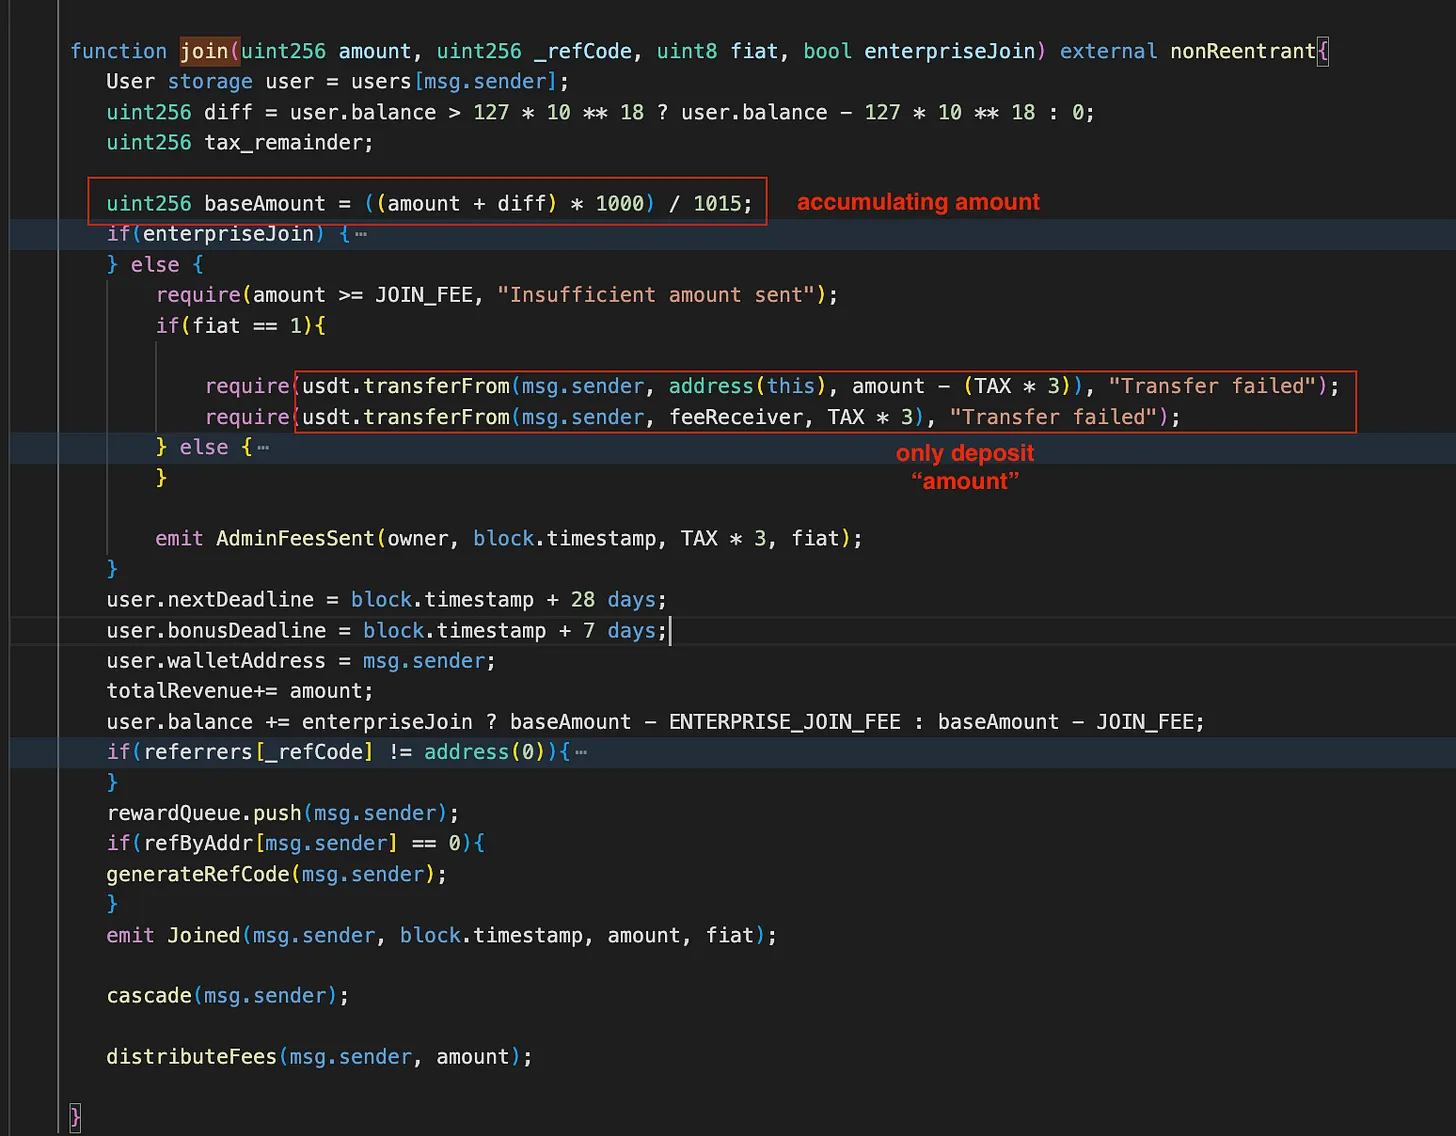 function join(uint256 amount, uint256 _refCode, uint8 fiat, bool enterpriseJoin) external nonReentrant{
User storage user = users[msg.sender];
uint256 diff = user.balance > 127 * 10 ** 18 ? user.balance - 127 * 10 ** 18 : 0;
uint256 tax_remainder;
uint256 baseAmount = ((amount + diff) * 1000) / 1015;
accumulating amount
if(enterpriseJoin) {⋯
} else {
require(amount >= JOIN_FEE, "Insufficient amount sent");
if(fiat == 1){
require(usdt.transferFrom(msg.sender, address(this), amount - (TAX * 3)), "Transfer failed");
require(usdt.transferFrom(msg.sender, feeReceiver, TAX * 3), "Transfer failed");
} else {⋯
only deposit
“amount”
}
emit AdminFeesSent(owner, block.timestamp, TAX * 3, fiat);
}
user.nextDeadline = block.timestamp + 28 days;
user.bonusDeadline = block.timestamp + 7 days;
user.walletAddress = msg.sender;
totalRevenue+= amount;
user.balance += enterpriseJoin ? baseAmount - ENTERPRISE_JOIN_FEE : baseAmount - JOIN_FEE;
if(referrers[_refCode] != address(0)){⋯
}
rewardQueue.push(msg.sender);
if(refByAddr[msg.sender] == 0){
generateRefCode(msg.sender);
}
emit Joined(msg.sender, block.timestamp, amount, fiat);
cascade(msg.sender);
distributeFees(msg.sender, amount);
}